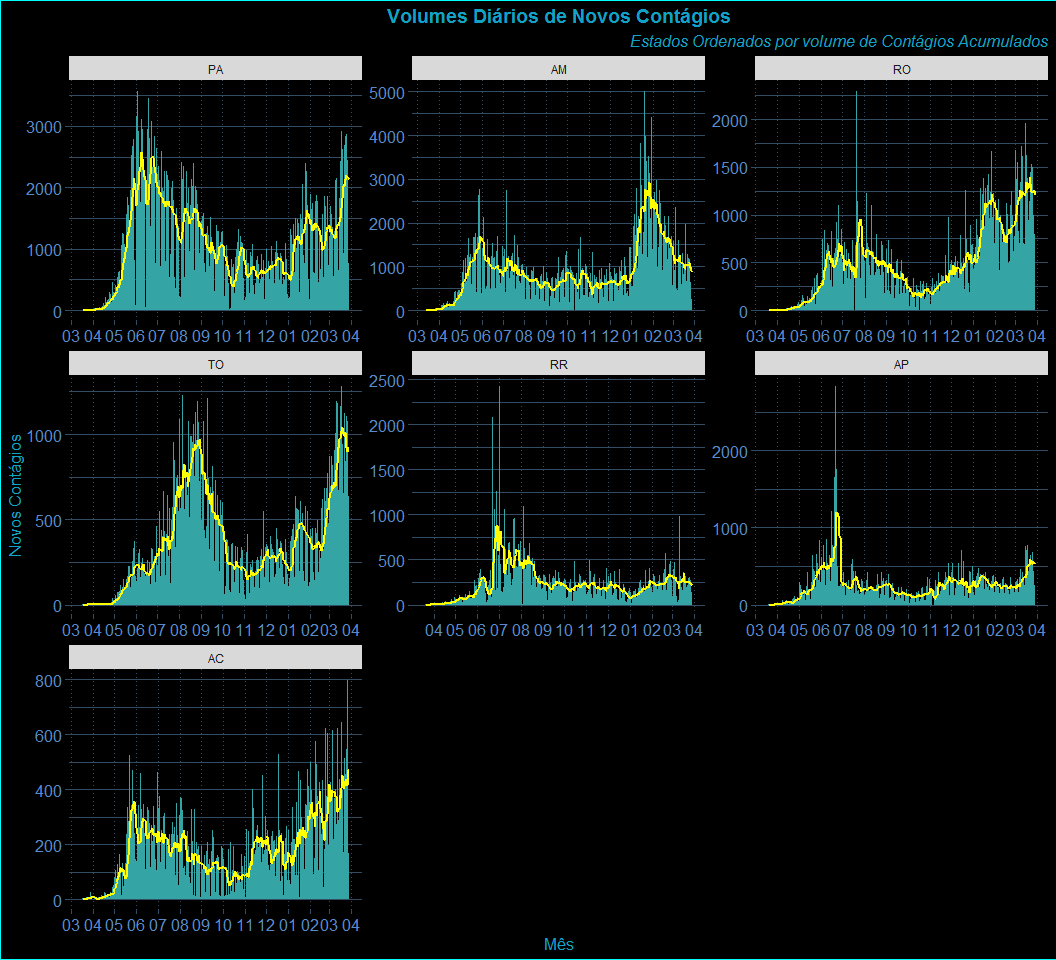 Volumes Diários de Novos Contágios
Estados Ordenados por volume de Contágios Acumulados
PA
AM
RO
3000
2000
1000
0
5000
4000
3000
2000
1000
0
2000
1500
1000
500
0
03 04 05 06 07 08 09 10 11 12 01 02 03 04
03 04 05 06 07 08 09 10 11 12 01 02 03 04
03 04 05 06 07 08 09 10 11 12 01 02 03 04
TO
RR
AP
1000
500
0
2500
2000
1500
1000
500
0
2000
1000
0
03 04 05 06 07 08 09 10 11 12 01 02 03 04
04 05 06 07 08 09 10 11 12 01 02 03 04
03 04 05 06 07 08 09 10 11 12 01 02 03 04
Novos Contágios
AC
800
600
400
200
0
03 04 05 06 07 08 09 10 11 12 01 02 03 04
Mês